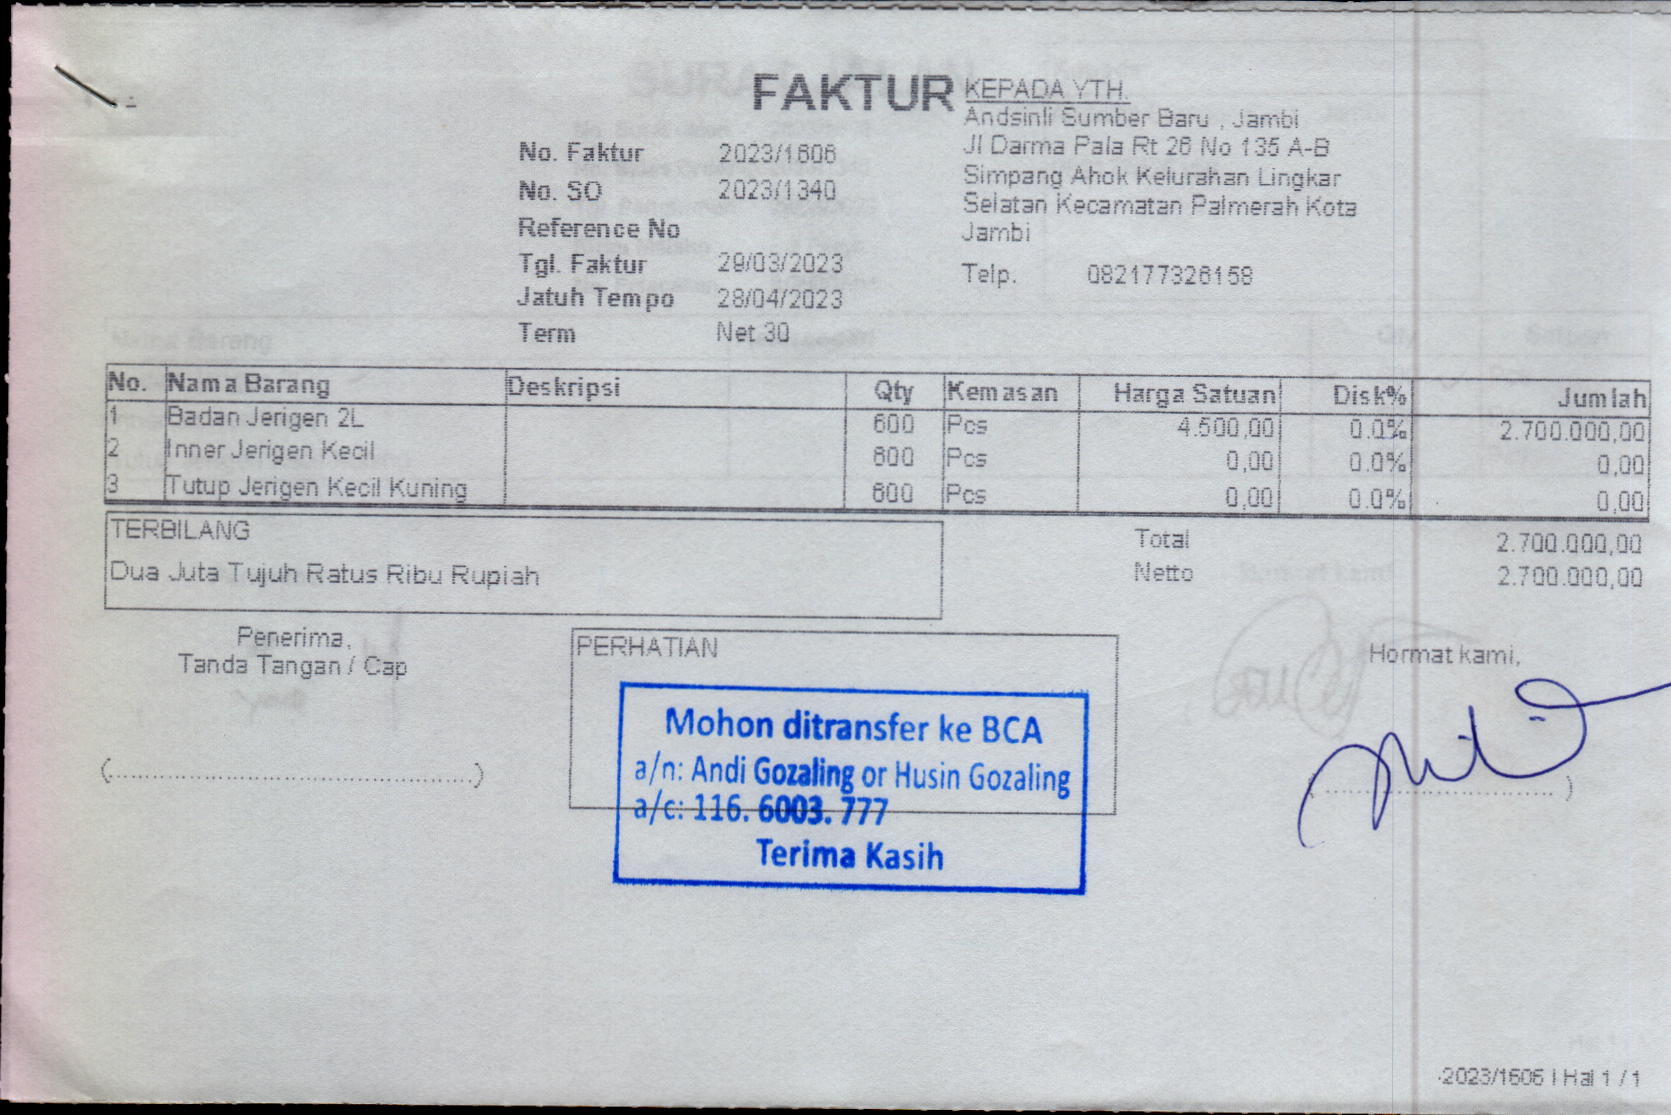 FAKTUR
KEPADA YTH.
Andsinli Sumber Baru , Jambi
Jl Darma Pala Rt 26 No 135 A-B
Simpang Ahok Kelurahan Lingkar
Selatan Kecamatan Palmerah Kota
Jambi
Telp. 082177326158
No. Faktur 2023/1606
No. SO 2023/1340
Reference No
Tgl. Faktur 29/03/2023
Jatuh Tempo 28/04/2023
Term Net 30
No. Nama Barang Deskripsi Qty Kemasan Harga Satuan Disk% Jumlah
1 Badan Jerigen 2L 600 Pcs 4.500,00 0.0% 2.700.000,00
2 Inner Jerigen Kecil 600 Pcs 0,00 0.0% 0,00
3 Tutup Jerigen Kecil Kuning 600 Pcs 0,00 0.0% 0,00
TERBILANG
Dua Juta Tujuh Ratus Ribu Rupiah
Total 2.700.000,00
Netto 2.700.000,00
Penerima,
Tanda Tangan / Cap
PERHATIAN
Mohon ditransfer ke BCA
a/n: Andi Gozaling or Husin Gozaling
a/c: 116. 6003. 777
Terima Kasih
Hormat kami,
2023/1606 | Hal 1 / 1